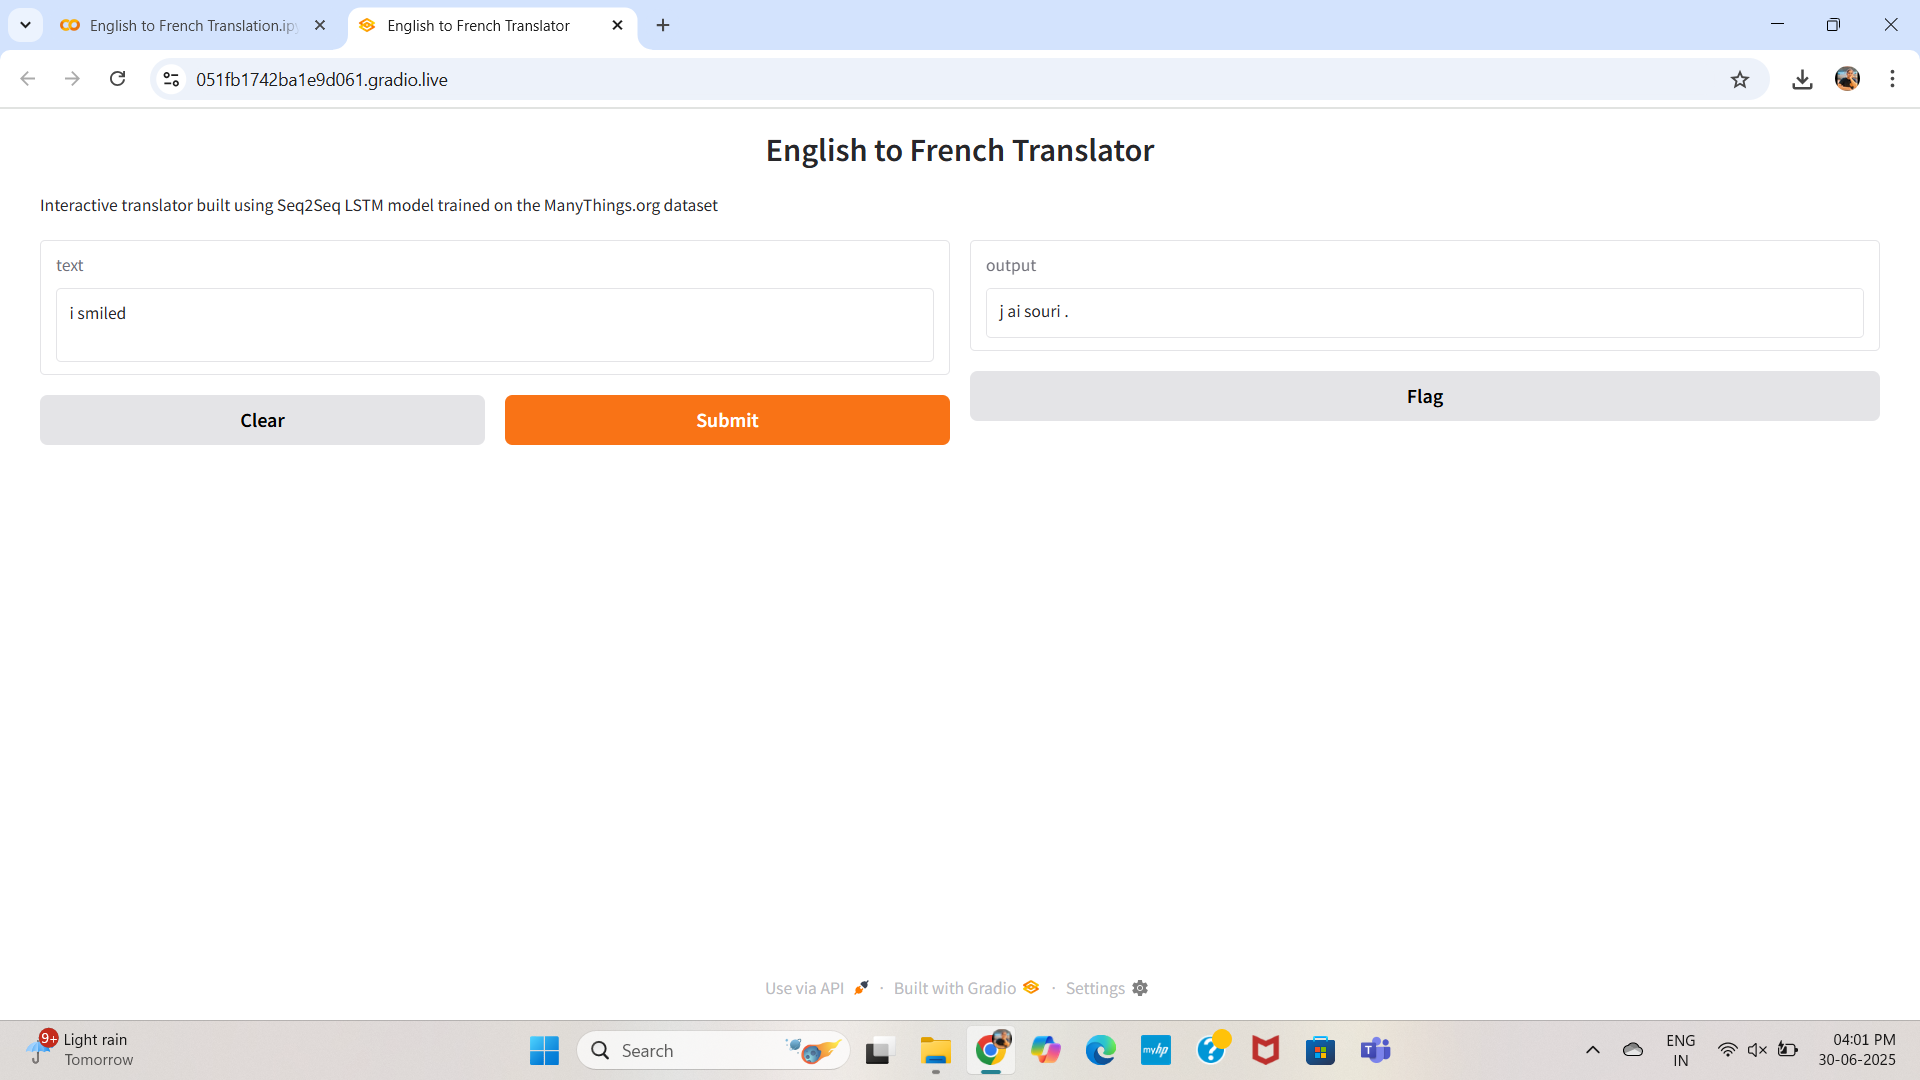 English to French Translation.ip
English to French Translator
051fb1742ba1e9d061.gradio.live
English to French Translator
Interactive translator built using Seq2Seq LSTM model trained on the ManyThings.org dataset
text
i smiled
Clear
Submit
output
j ai souri .
Flag
Use via API · Built with Gradio · Settings
9+
Light rain
Tomorrow
Search
myhp
ENG
IN
04:01 PM
30-06-2025